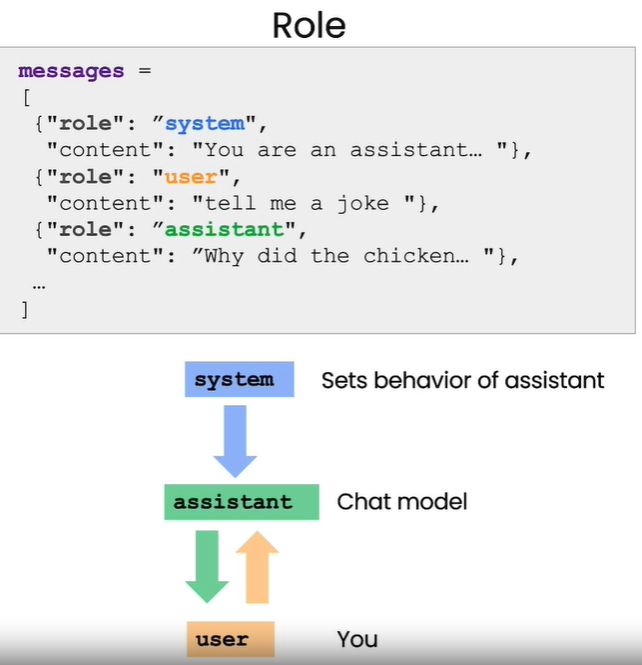 Role
messages =
[
{"role": ”system",
"content": "You are an assistant… "},
{"role": "user",
"content": "tell me a joke "},
{"role": ”assistant",
"content": ”Why did the chicken… "},
…
]
system Sets behavior of assistant
assistant Chat model
user You